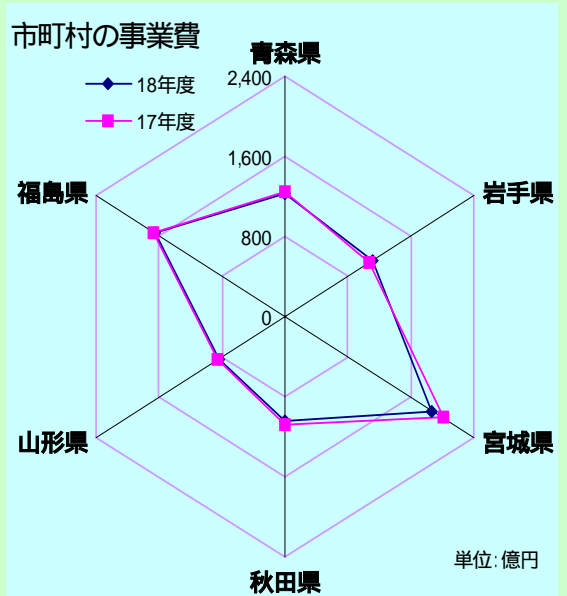 市町村の事業費
青森県
18年度
17年度
2,400
1,600
800
0
福島県
岩手県
山形県
宮城県
秋田県
単位:億円